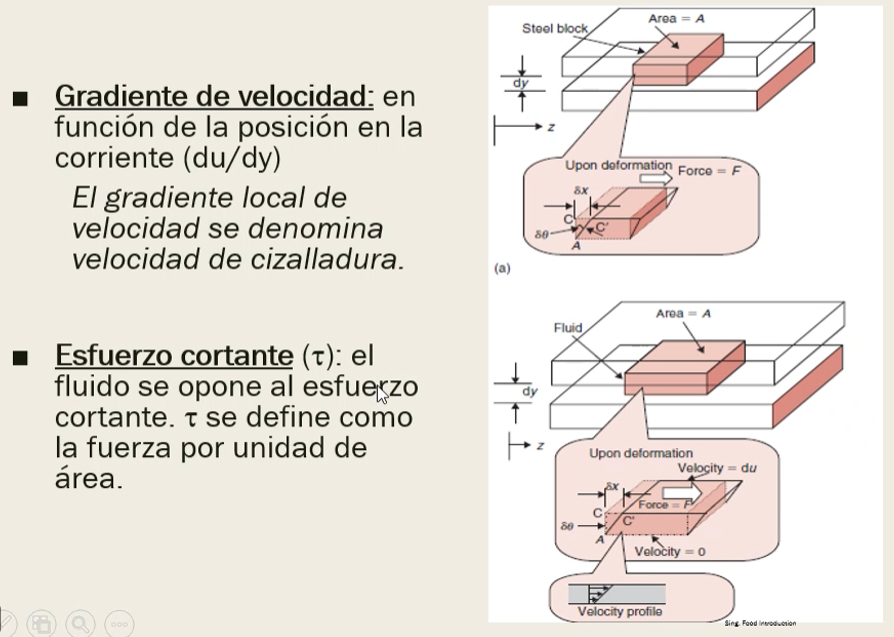 ■ Gradiente de velocidad: en
función de la posición en la
corriente (du/dy)
El gradiente local de
velocidad se denomina
velocidad de cizalladura.
■ Esfuerzo cortante (τ): el
fluido se opone al esfuerzo
cortante. τ se define como
la fuerza por unidad de
área.
Area = A
Steel block
dy
z
Upon deformation
Force = F
δx
C
C'
δθ
A
(a)
Area = A
Fluid
dy
z
Upon deformation
Velocity = du
δx
Force = F
C
C'
δθ
A
Velocity = 0
Velocity profile
Sing. Food Introduction